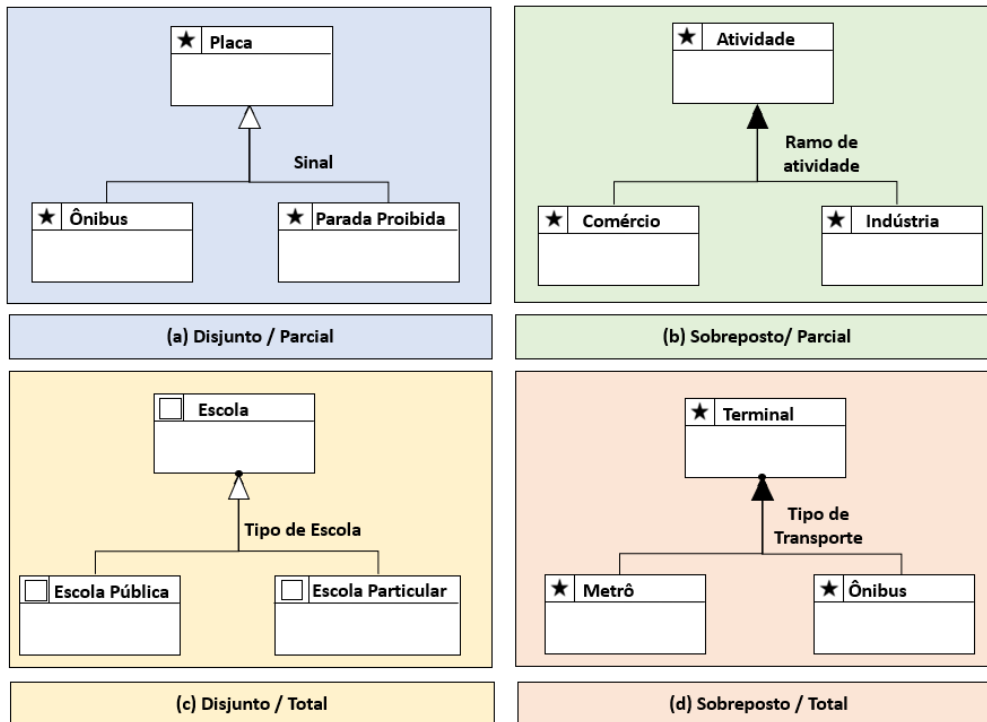 Placa
Sinal
Ônibus
Parada Proibida
(a) Disjunto / Parcial
Atividade
Ramo de
atividade
Comércio
Indústria
(b) Sobreposto/ Parcial
Escola
Tipo de Escola
Escola Pública
Escola Particular
(c) Disjunto / Total
Terminal
Tipo de
Transporte
Metrô
Ônibus
(d) Sobreposto / Total